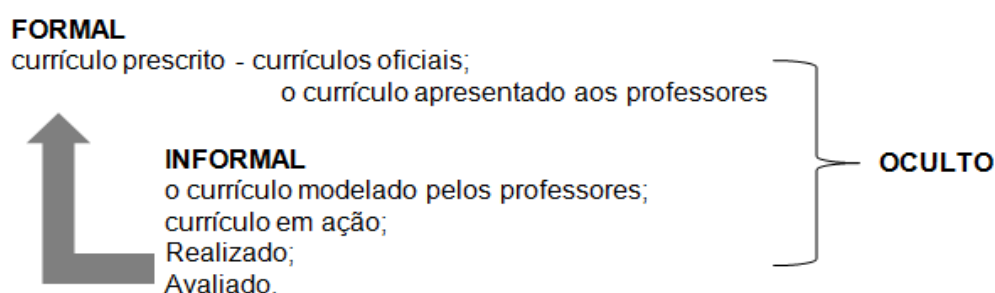 FORMAL
currículo prescrito - currículos oficiais;
o currículo apresentado aos professores
INFORMAL
o currículo modelado pelos professores;
currículo em ação;
Realizado;
Avaliado.
OCULTO